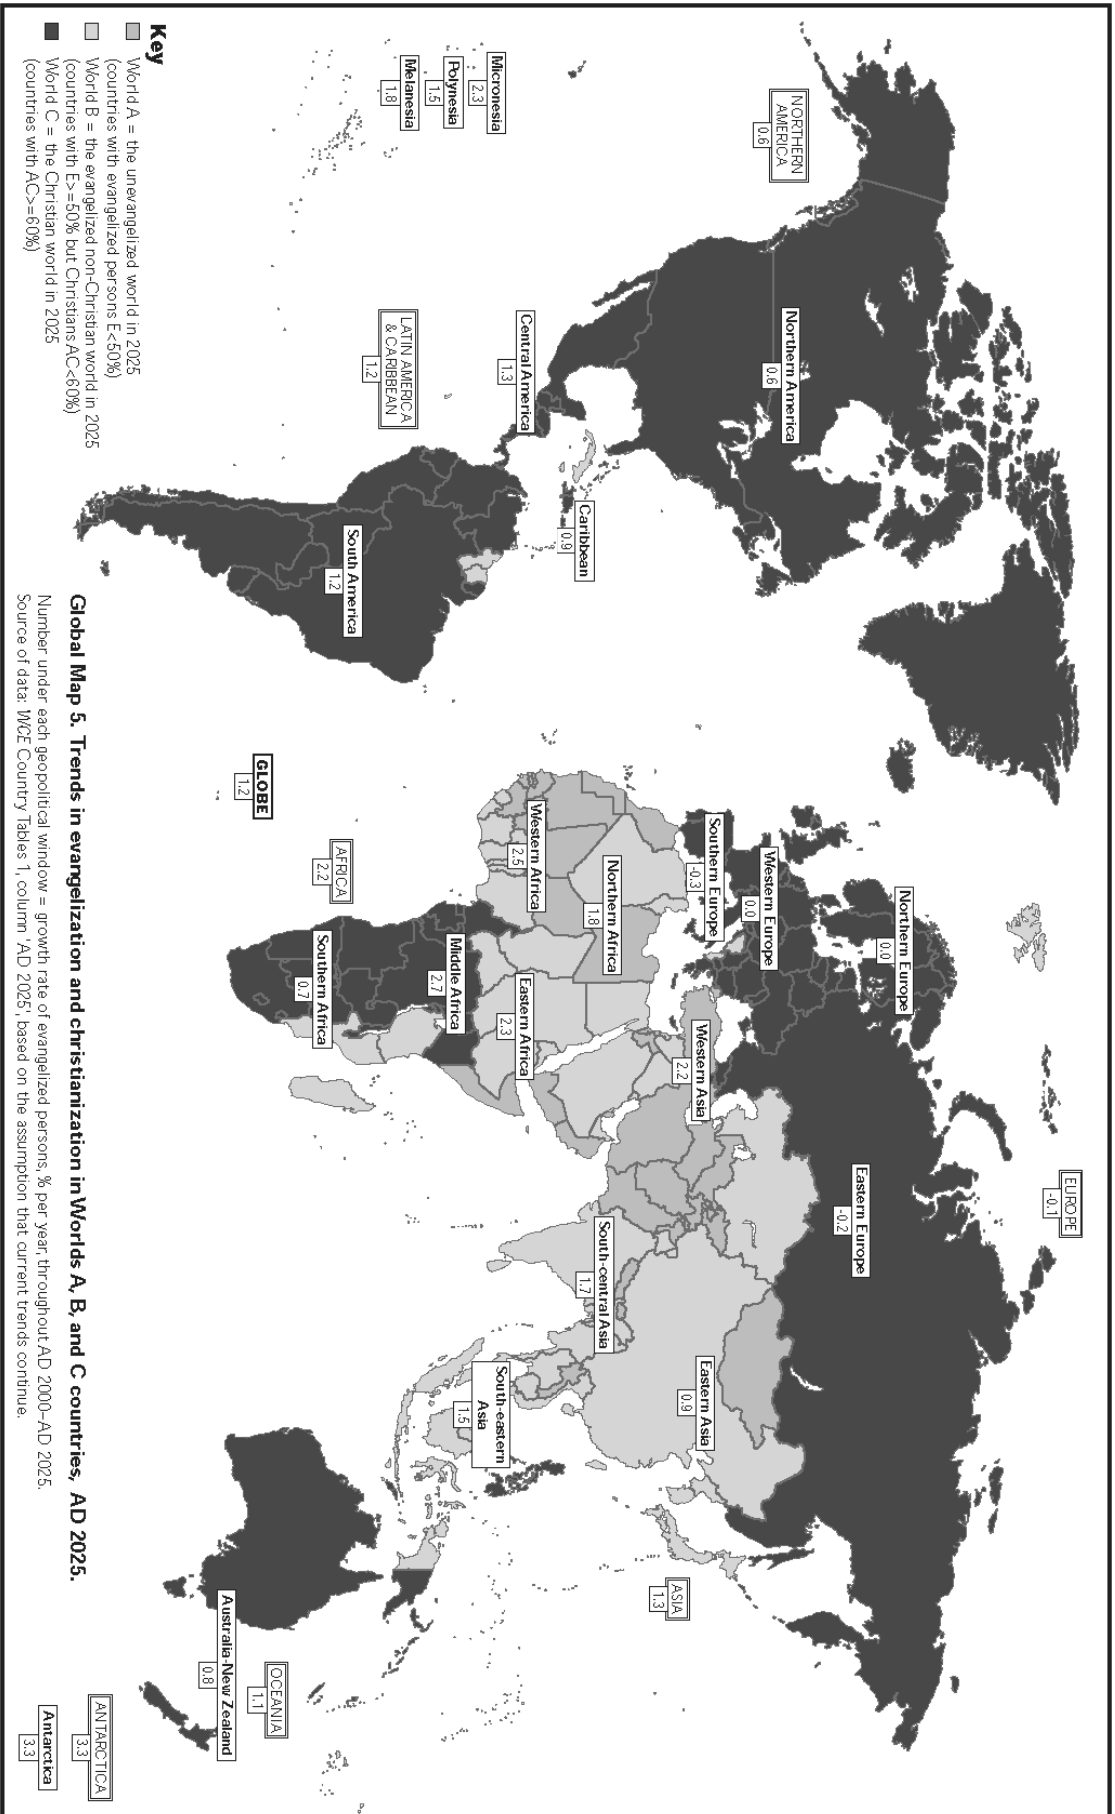 NORTHERN
AMERICA
0.6
Northern America
0.6
Micronesia
2.3
Polynesia
1.5
Melanesia
1.8
Central America
1.3
LATIN AMERICA
& CARIBBEAN
1.2
Caribbean
0.9
South America
1.2
EUROPE
-0.1
Northern Europe
0.0
Western Europe
0.0
Southern Europe
-0.3
Eastern Europe
-0.2
Northern Africa
1.8
Western Africa
2.5
Eastern Africa
2.3
Middle Africa
2.7
Southern Africa
0.7
AFRICA
2.2
GLOBE
1.2
Western Asia
2.2
South-central Asia
1.7
Eastern Asia
0.9
South-eastern
Asia
1.5
ASIA
1.3
OCEANIA
1.1
Australia-New Zealand
0.8
ANTARCTICA
3.3
Antarctica
3.3
Key
World A = the unevangelized world in 2025
(countries with evangelized persons E<50%)
World B = the evangelized non-Christian world in 2025
(countries with E>=50% but Christians AC<60%)
World C = the Christian world in 2025
(countries with AC>=60%)
Global Map 5. Trends in evangelization and christianization in Worlds A, B, and C countries, AD 2025.
Number under each geopolitical window = growth rate of evangelized persons, % per year, throughout AD 2000–AD 2025.
Source of data: WCE Country Tables 1, column 'AD 2025', based on the assumption that current trends continue.